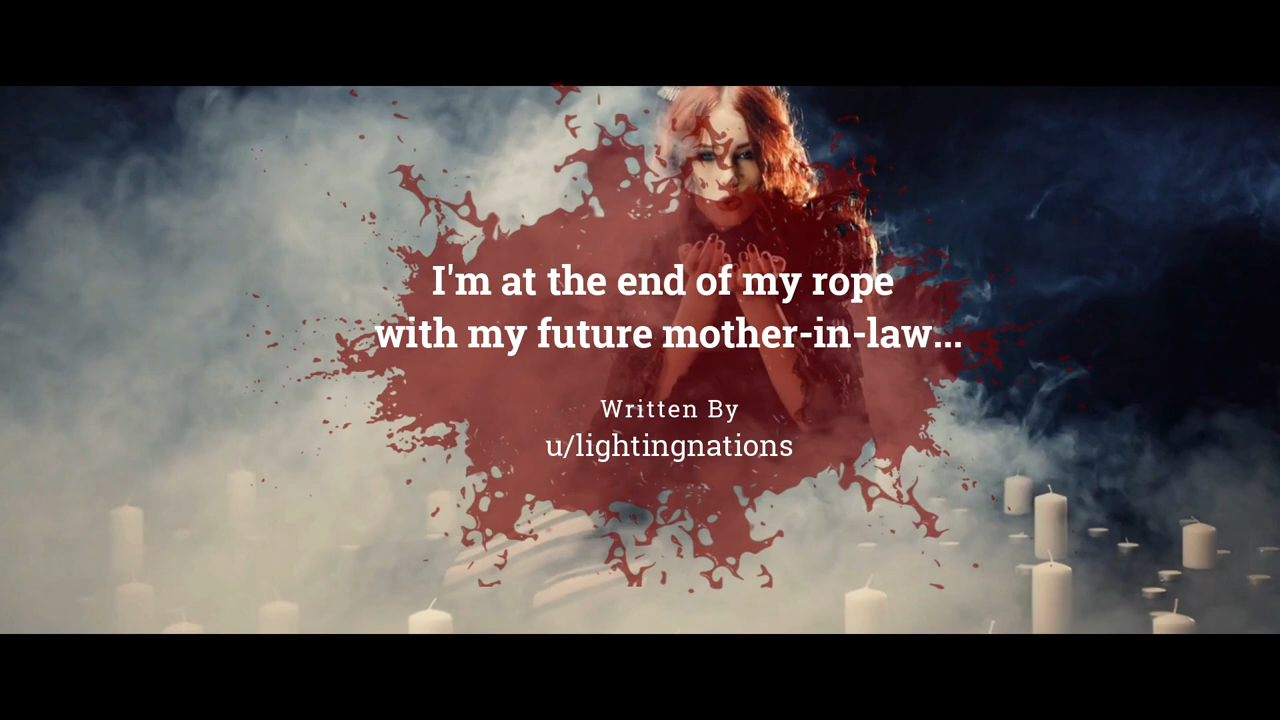 I'm at the end of my rope
with my future mother-in-law...
Written By
u/lightingnations